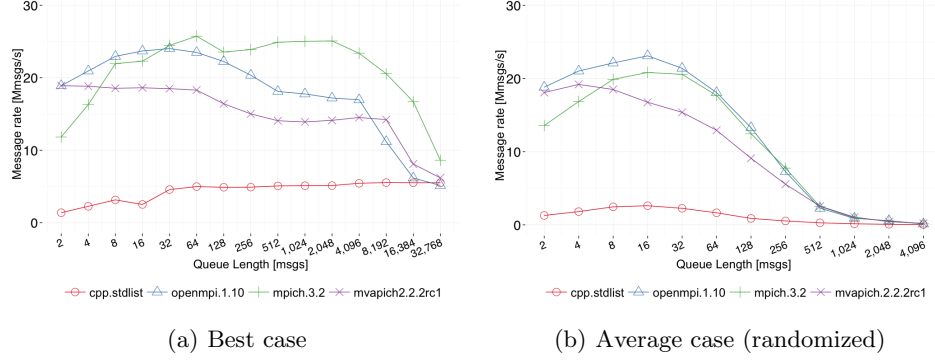 Message rate [Mmsgs/s]
30
20
10
0
2 4 8 16 32 64 128 256 512 1,024 2,048 4,096 8,192 16,384 32,768
Queue Length [msgs]
cpp.stdlist openmpi.1.10 mpich.3.2 mvapich2.2.2rc1
(a) Best case
Message rate [Mmsgs/s]
30
20
10
0
2 4 8 16 32 64 128 256 512 1,024 2,048 4,096
Queue Length [msgs]
cpp.stdlist openmpi.1.10 mpich.3.2 mvapich2.2.2rc1
(b) Average case (randomized)